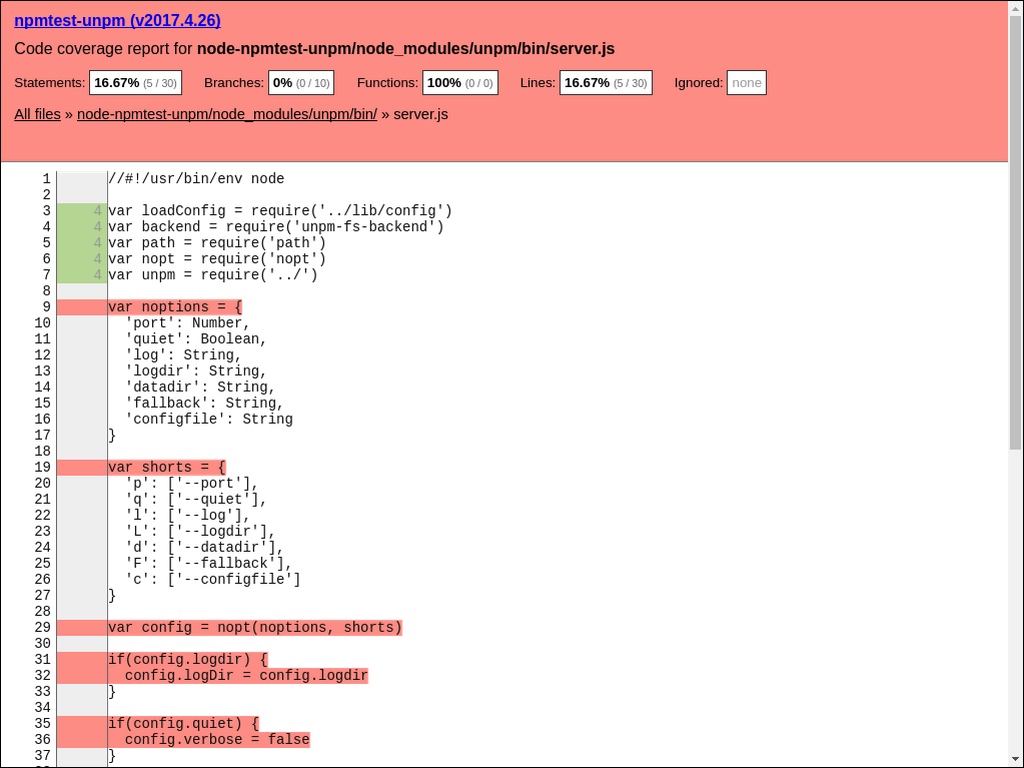 npmtest-unpm (v2017.4.26)
Code coverage report for node-npmtest-unpm/node_modules/unpm/bin/server.js
Statements: 16.67% (5 / 30) Branches: 0% (0 / 10) Functions: 100% (0 / 0) Lines: 16.67% (5 / 30) Ignored: none
All files » node-npmtest-unpm/node_modules/unpm/bin/ » server.js
1 //#!/usr/bin/env node
2
3 4 var loadConfig = require('../lib/config')
4 4 var backend = require('unpm-fs-backend')
5 4 var path = require('path')
6 4 var nopt = require('nopt')
7 4 var unpm = require('../')
8
9 var noptions = {
10 'port': Number,
11 'quiet': Boolean,
12 'log': String,
13 'logdir': String,
14 'datadir': String,
15 'fallback': String,
16 'configfile': String
17 }
18
19 var shorts = {
20 'p': ['--port'],
21 'q': ['--quiet'],
22 'l': ['--log'],
23 'L': ['--logdir'],
24 'd': ['--datadir'],
25 'F': ['--fallback'],
26 'c': ['--configfile']
27 }
28
29 var config = nopt(noptions, shorts)
30
31 if(config.logdir) {
32 config.logDir = config.logdir
33 }
34
35 if(config.quiet) {
36 config.verbose = false
37 }